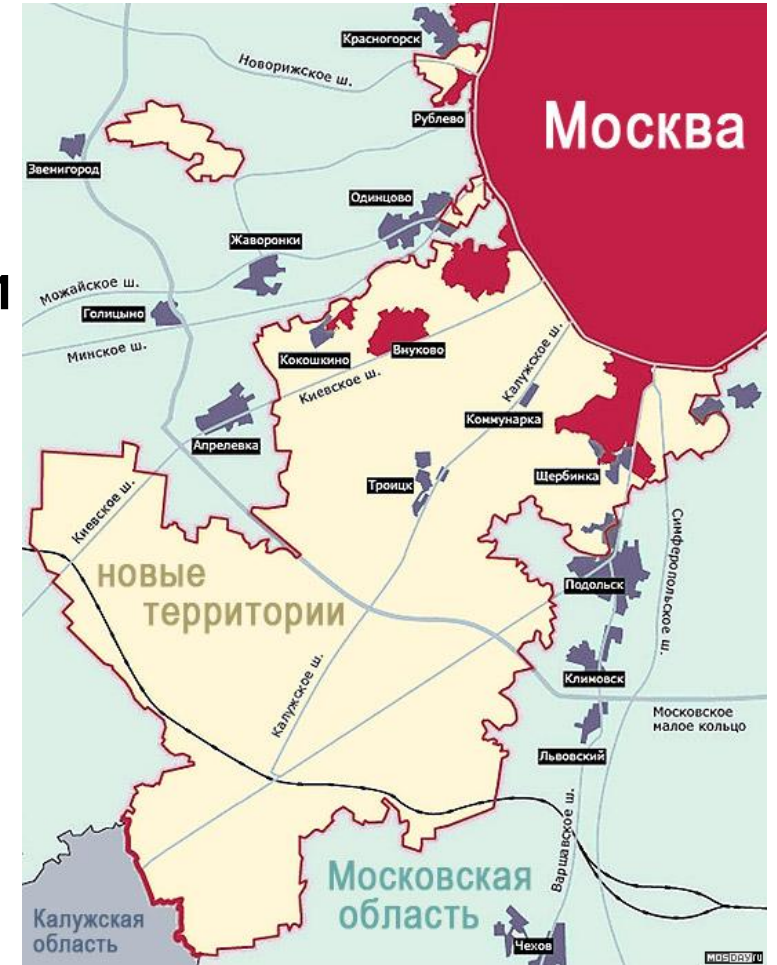 Красногорск
Новорижское ш.
Рублево
Москва
Звенигород
Одинцово
Жаворонки
Можайское ш.
Голицыно
Минское ш.
Кокошкино
Внуково
Киевское ш.
Калужское ш.
Апрелевка
Коммунарка
Троицк
Щербинка
Киевское ш.
Симферопольское ш.
новые
территории
Подольск
Калужское ш.
Климовск
Московское
малое кольцо
Львовский
Варшавское ш.
Московская
область
Калужская
область
Чехов
MOSDAY.RU